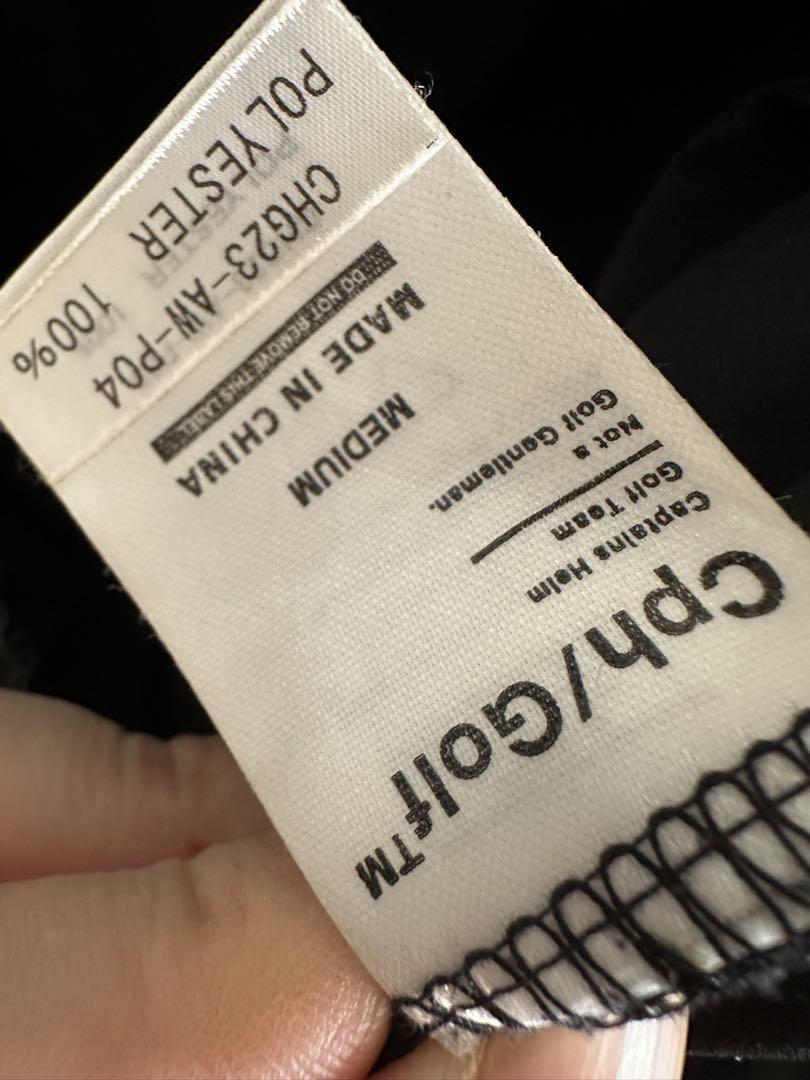 Cph/Golf™
Captains Helm
Golf Team
Not a
Golf Gentleman.
MEDIUM
MADE IN CHINA
DO NOT REMOVE THIS LABEL
CHG23-AW-P04
POLYESTER 100%